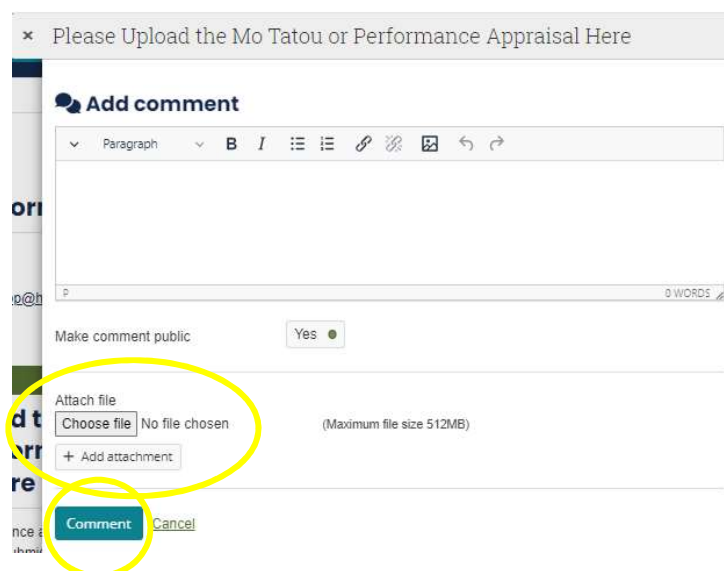 × Please Upload the Mo Tatou or Performance Appraisal Here
Add comment
Paragraph B I
P 0 WORDS
Make comment public Yes
Attach file
Choose file No file chosen (Maximum file size 512MB)
+ Add attachment
Comment Cancel